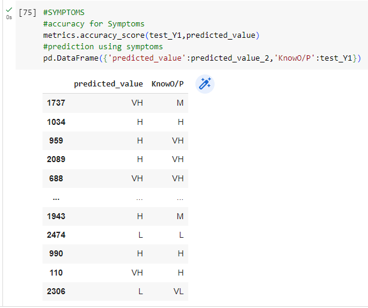 [75] #SYMPTOMS
0s #accuracy for Symptoms
metrics.accuracy_score(test_Y1,predicted_value)
#prediction using symptoms
pd.DataFrame({'predicted_value':predicted_value_2,'KnowO/P':test_Y1})
predicted_value KnowO/P
1737 VH M
1034 H H
959 H VH
2089 H VH
688 VH VH
... ... ...
1943 H M
2474 L L
990 H H
110 VH H
2306 L VL